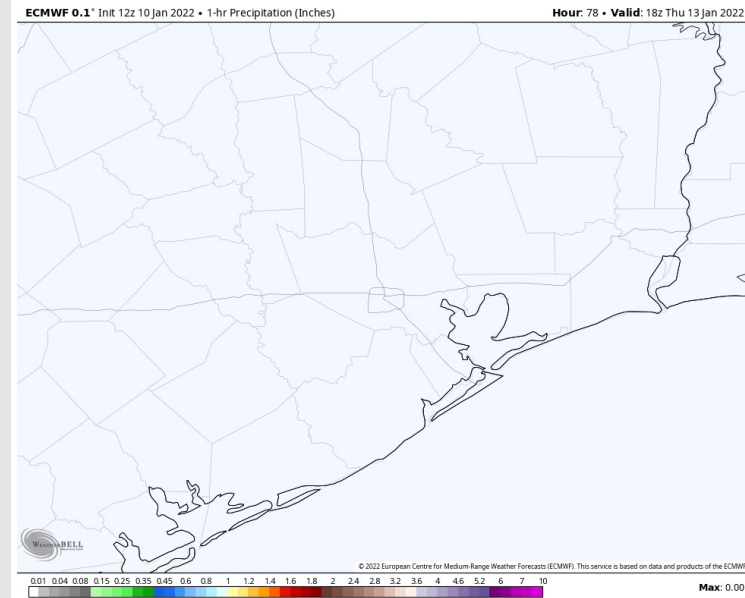 ECMWF 0.1° Init 12z 10 Jan 2022 • 1-hr Precipitation (Inches)
Hour: 78 • Valid: 18z Thu 13 Jan 2022
WEATHERBELL
© 2022 European Centre for Medium-Range Weather Forecasts (ECMWF). This service is based on data and products of the ECMWF
0.01 0.04 0.08 0.15 0.25 0.35 0.45 0.6 0.8 1 1.2 1.4 1.6 1.8 2 2.4 2.8 3.2 3.6 4 4.6 5.2 6 7 10
Max: 0.00